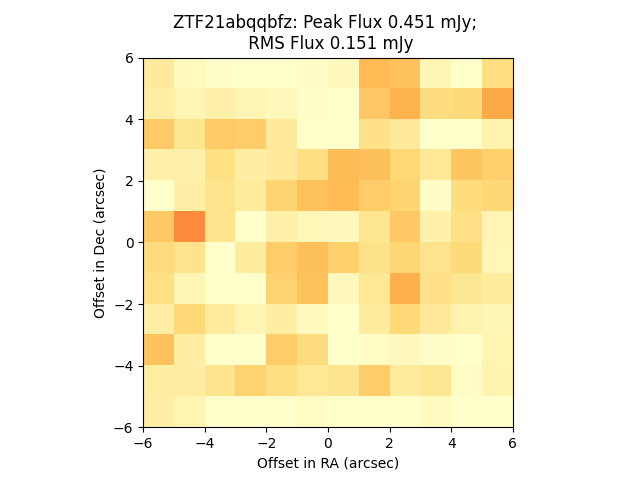 ZTF21abqqbfz: Peak Flux 0.451 mJy;
RMS Flux 0.151 mJy
6
4
2
0
−2
−4
−6
Offset in Dec (arcsec)
−6 −4 −2 0 2 4 6
Offset in RA (arcsec)